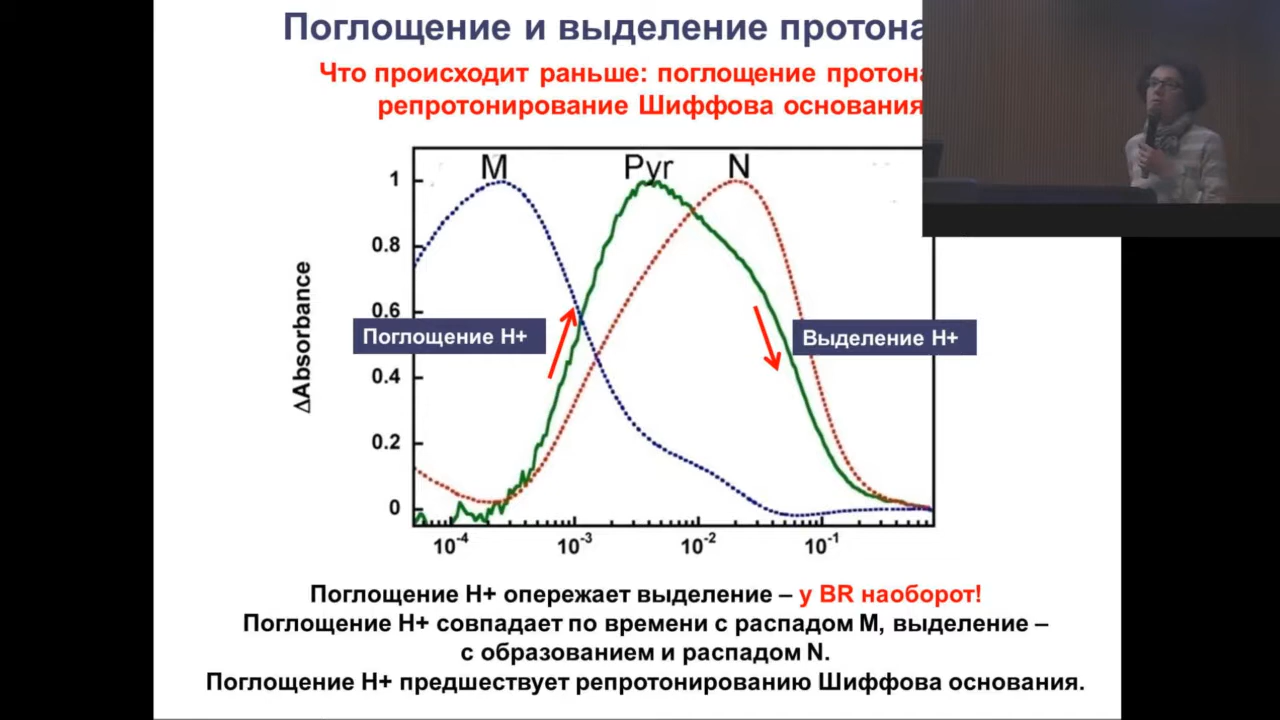 Поглощение и выделение протона
Что происходит раньше: поглощение протона
репротонирование Шиффова основания
M Pyr N
1
0.8
0.6
0.4
0.2
0
ΔAbsorbance
Поглощение Н+
Выделение Н+
10-4 10-3 10-2 10-1
Поглощение Н+ опережает выделение – у BR наоборот!
Поглощение Н+ совпадает по времени с распадом М, выделение –
с образованием и распадом N.
Поглощение Н+ предшествует репротонированию Шиффова основания.